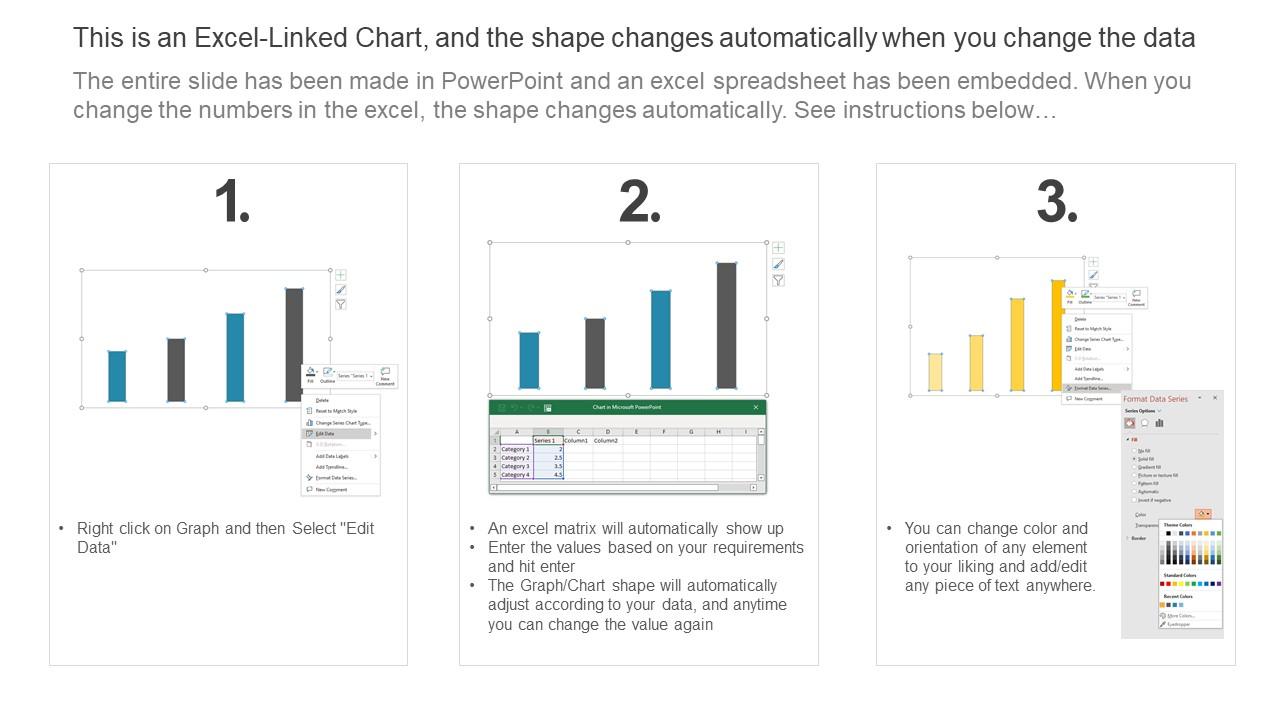 This is an Excel-Linked Chart, and the shape changes automatically when you change the data
The entire slide has been made in PowerPoint and an excel spreadsheet has been embedded. When you
change the numbers in the excel, the shape changes automatically. See instructions below…
1.
Fill
Outline
Series "Series 1
New
Comment
Delete
Reset to Match Style
Change Series Chart Type...
Edit Data
3-D Rotation...
Add Data Labels
Add Trendline...
Format Data Series...
New Comment
• Right click on Graph and then Select "Edit
Data"
2.
Chart in Microsoft PowerPoint
A B C D E F G H I
1 Series 1 Column1 Column2
2 Category 1 2
3 Category 2 2.5
4 Category 3 3.5
5 Category 4 4.5
• An excel matrix will automatically show up
• Enter the values based on your requirements
and hit enter
• The Graph/Chart shape will automatically
adjust according to your data, and anytime
you can change the value again
3.
Fill
Outline
Series "Series 1
New
Comment
Delete
Reset to Match Style
Change Series Chart Type...
Edit Data
3-D Rotation...
Add Data Labels
Add Trendline...
Format Data Series...
New Comment
Format Data Series
Series Options
Fill
No fill
Solid fill
Gradient fill
Picture or texture fill
Pattern fill
Automatic
Invert if negative
Color
Border
Theme Colors
Standard Colors
Recent Colors
More Colors...
Eyedropper
• You can change color and
orientation of any element
to your liking and add/edit
any piece of text anywhere.